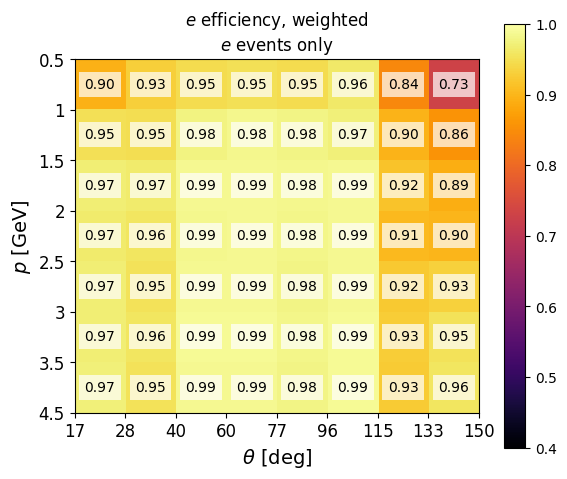 e efficiency, weighted
e events only
0.5
1
1.5
2
2.5
3
3.5
4.5
p [GeV]
0.90 0.93 0.95 0.95 0.95 0.96 0.84 0.73
0.95 0.95 0.98 0.98 0.98 0.97 0.90 0.86
0.97 0.97 0.99 0.99 0.98 0.99 0.92 0.89
0.97 0.96 0.99 0.99 0.98 0.99 0.91 0.90
0.97 0.95 0.99 0.99 0.98 0.99 0.92 0.93
0.97 0.96 0.99 0.99 0.98 0.99 0.93 0.95
0.97 0.95 0.99 0.99 0.98 0.99 0.93 0.96
17 28 40 60 77 96 115 133 150
θ [deg]
1.0
0.9
0.8
0.7
0.6
0.5
0.4